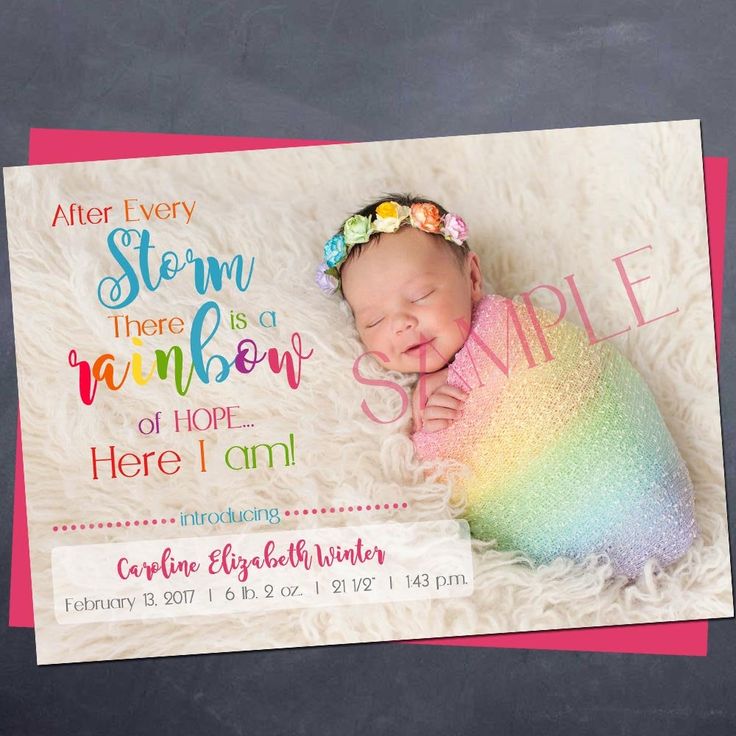 After Every
Storm
There is a
rainbow
of HOPE...
Here I am!
introducing
Caroline Elizabeth Winter
February 13, 2017 | 6 lb. 2 oz. | 21 1/2" | 1:43 p.m.
SAMPLE